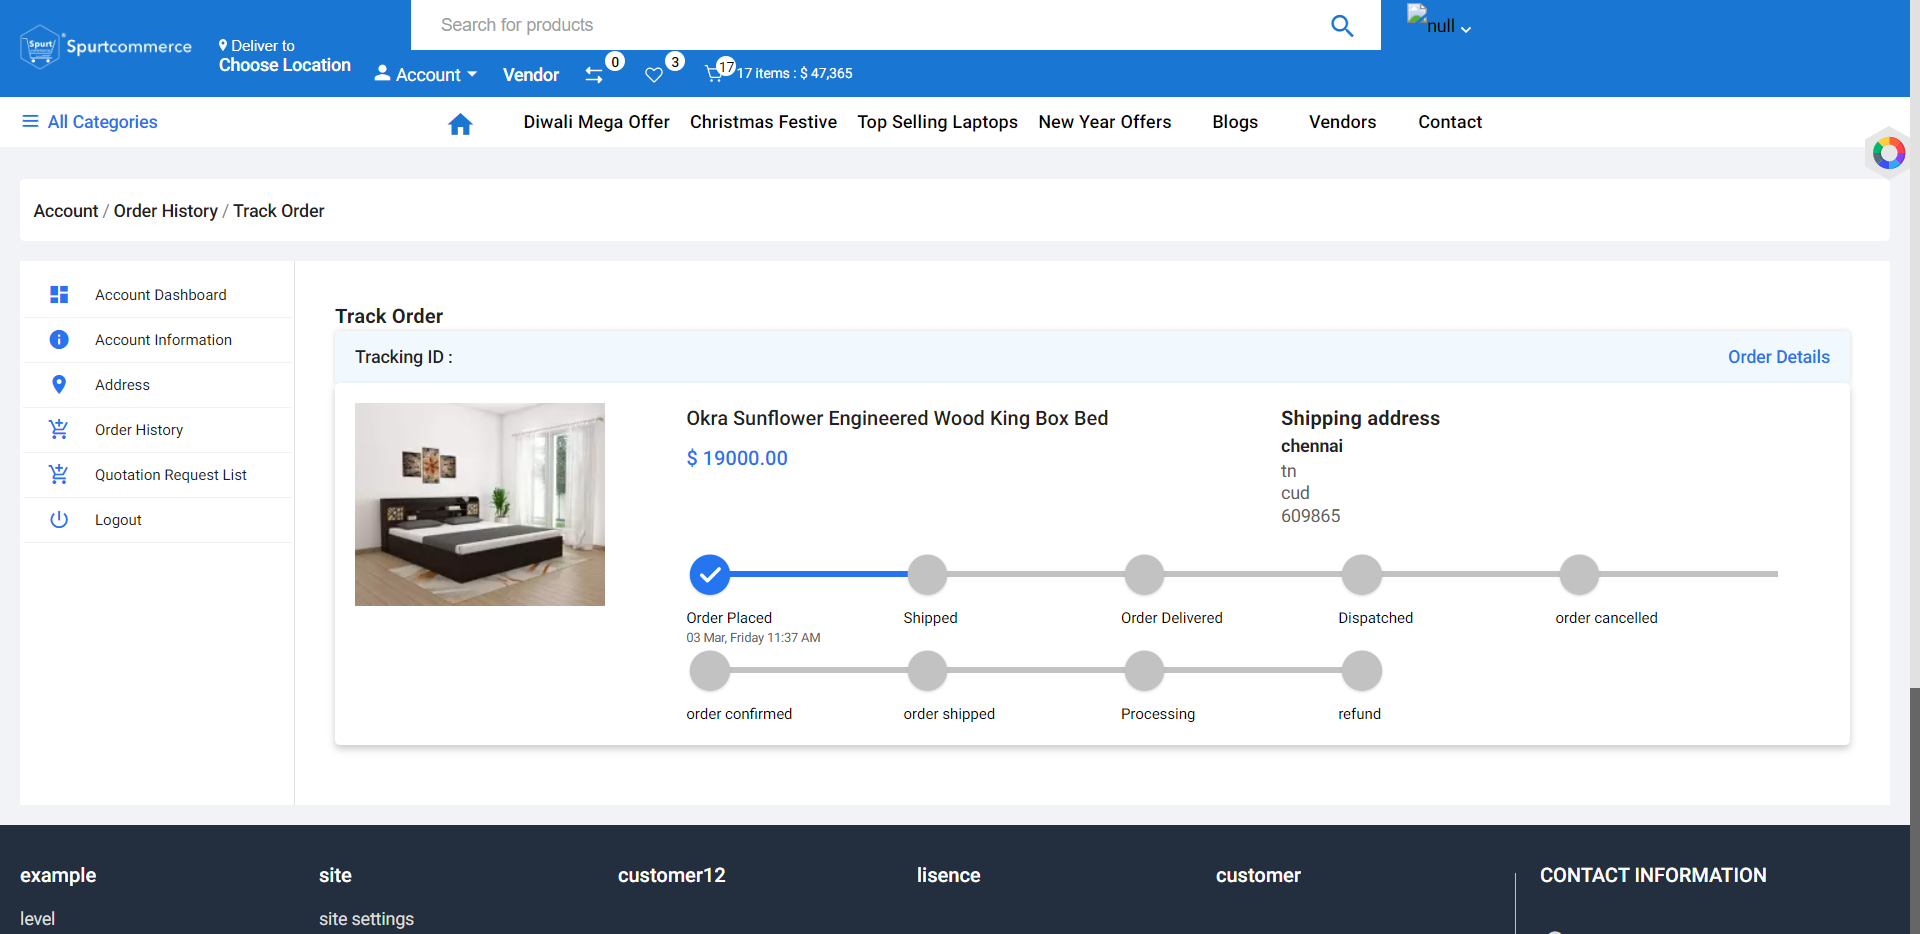 Search for products
null
Spurt
Spurtcommerce
Deliver to
Choose Location
Account
Vendor
0
3
17
17 items : $ 47,365
All Categories
Diwali Mega Offer
Christmas Festive
Top Selling Laptops
New Year Offers
Blogs
Vendors
Contact
Account / Order History / Track Order
Account Dashboard
Account Information
Address
Order History
Quotation Request List
Logout
Track Order
Tracking ID :
Order Details
Okra Sunflower Engineered Wood King Box Bed
$ 19000.00
Shipping address
chennai
tn
cud
609865
Order Placed
03 Mar, Friday 11:37 AM
Shipped
Order Delivered
Dispatched
order cancelled
order confirmed
order shipped
Processing
refund
example
level
site
site settings
customer12
lisence
customer
CONTACT INFORMATION